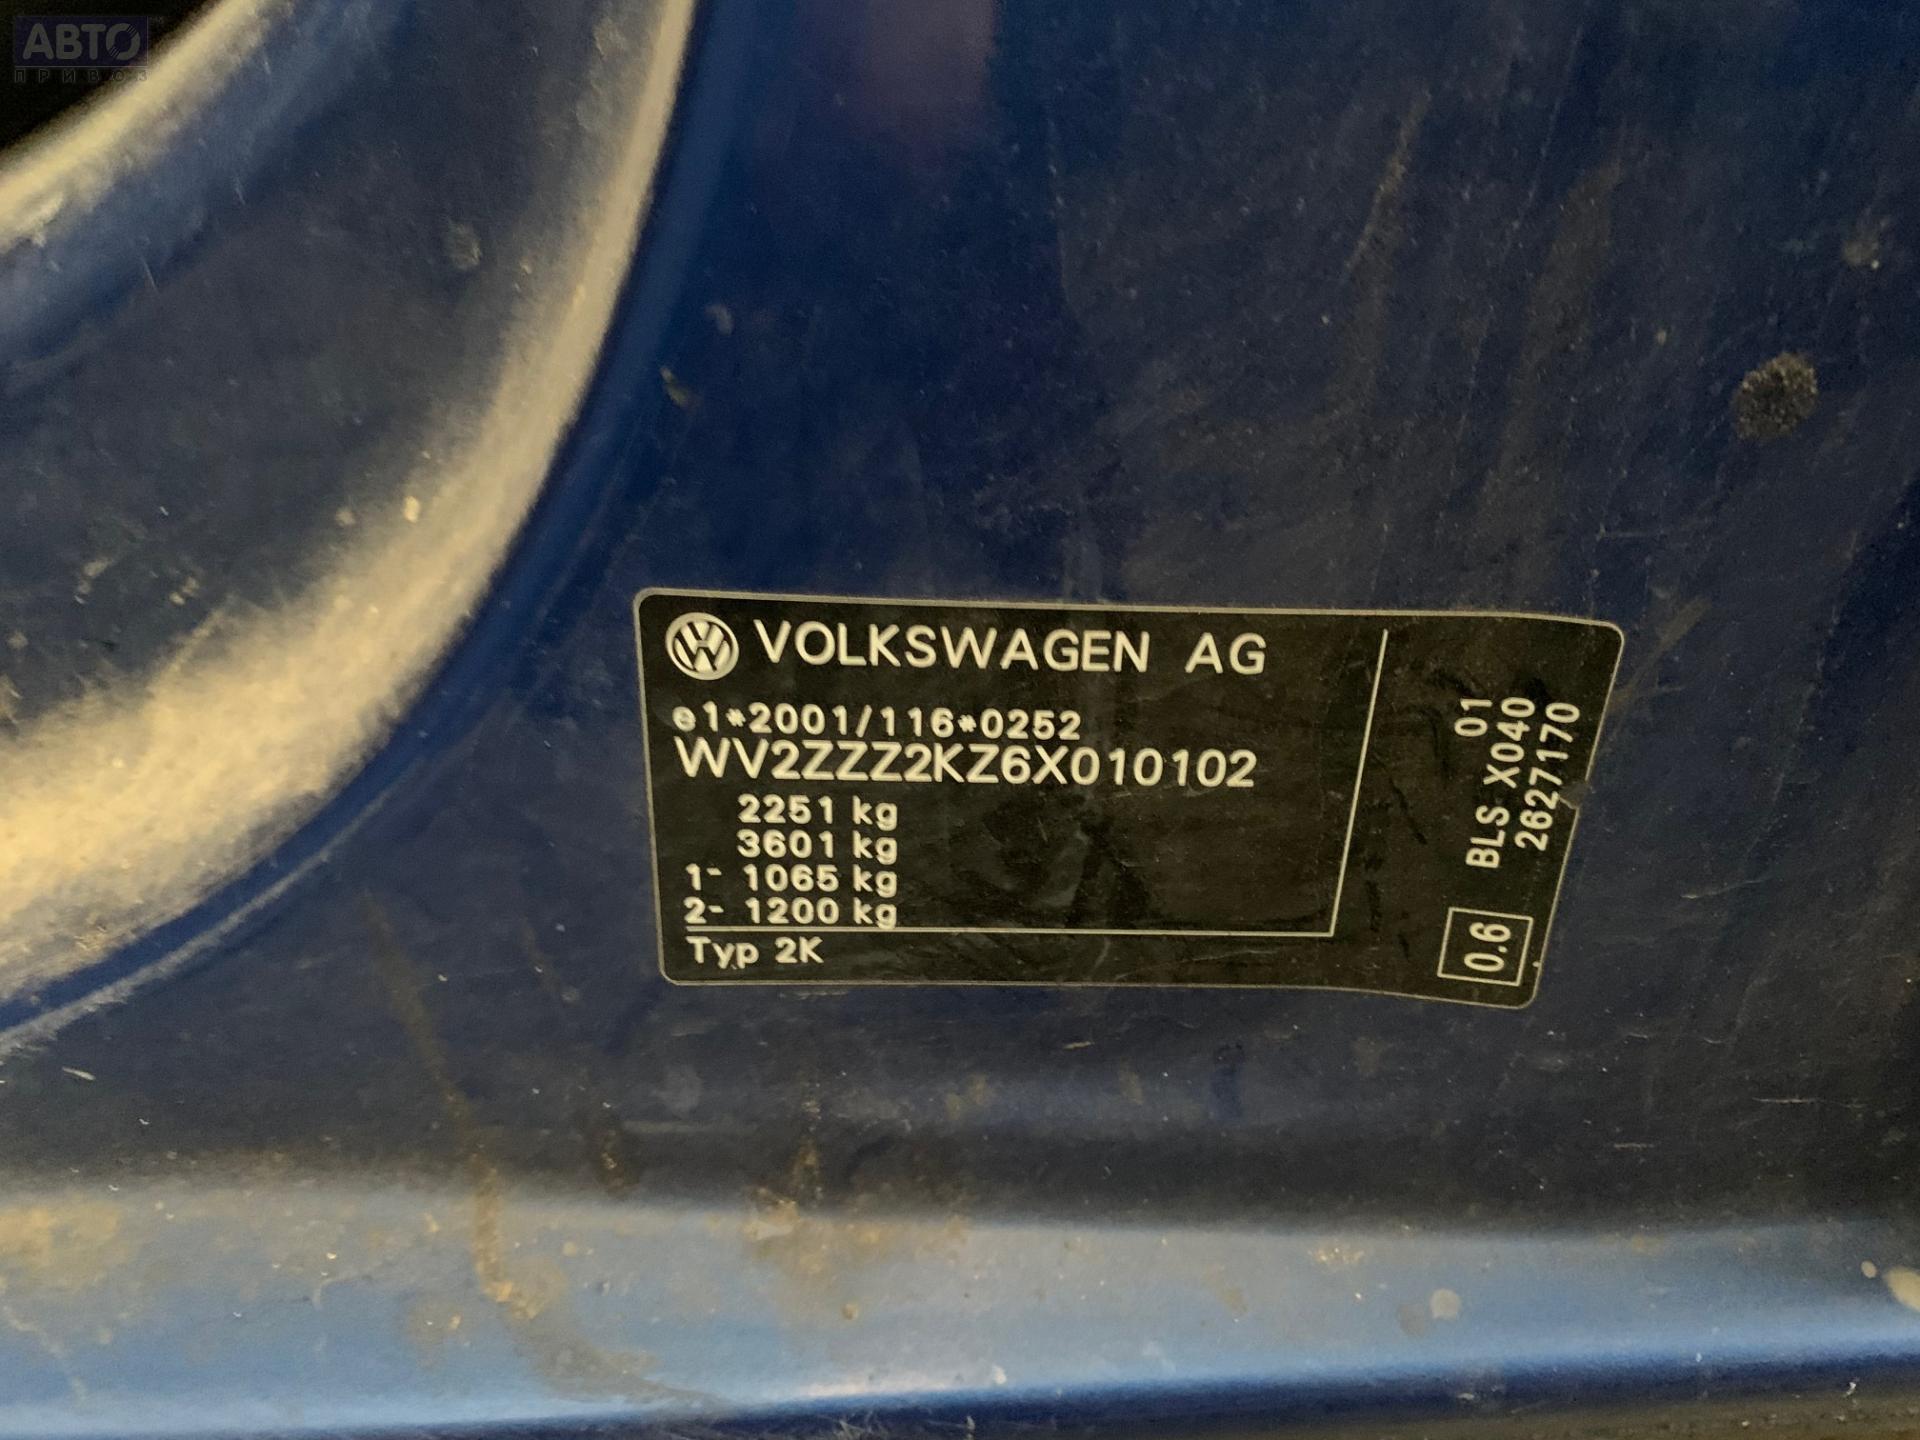 АВТО
ПРИВОЗ
VOLKSWAGEN AG
e1*2001/116*0252
WV2ZZZ2KZ6X010102
2251 kg
3601 kg
1- 1065 kg
2- 1200 kg
Typ 2K
01
BLS X040
2627170
0.6